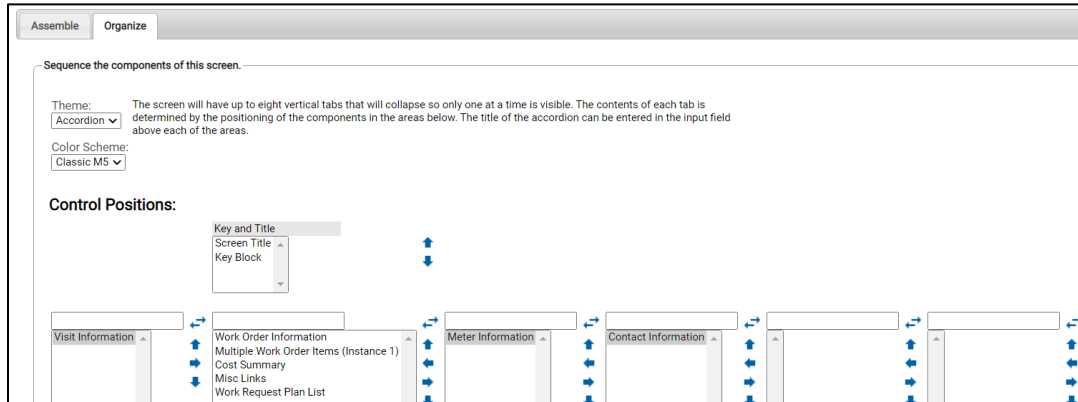 Assemble
Organize
Sequence the components of this screen.
Theme:
Accordion
The screen will have up to eight vertical tabs that will collapse so only one at a time is visible. The contents of each tab is
determined by the positioning of the components in the areas below. The title of the accordion can be entered in the input field
above each of the areas.
Color Scheme:
Classic M5
Control Positions:
Key and Title
Screen Title
Key Block
Visit Information
Work Order Information
Multiple Work Order Items (Instance 1)
Cost Summary
Misc Links
Work Request Plan List
Meter Information
Contact Information